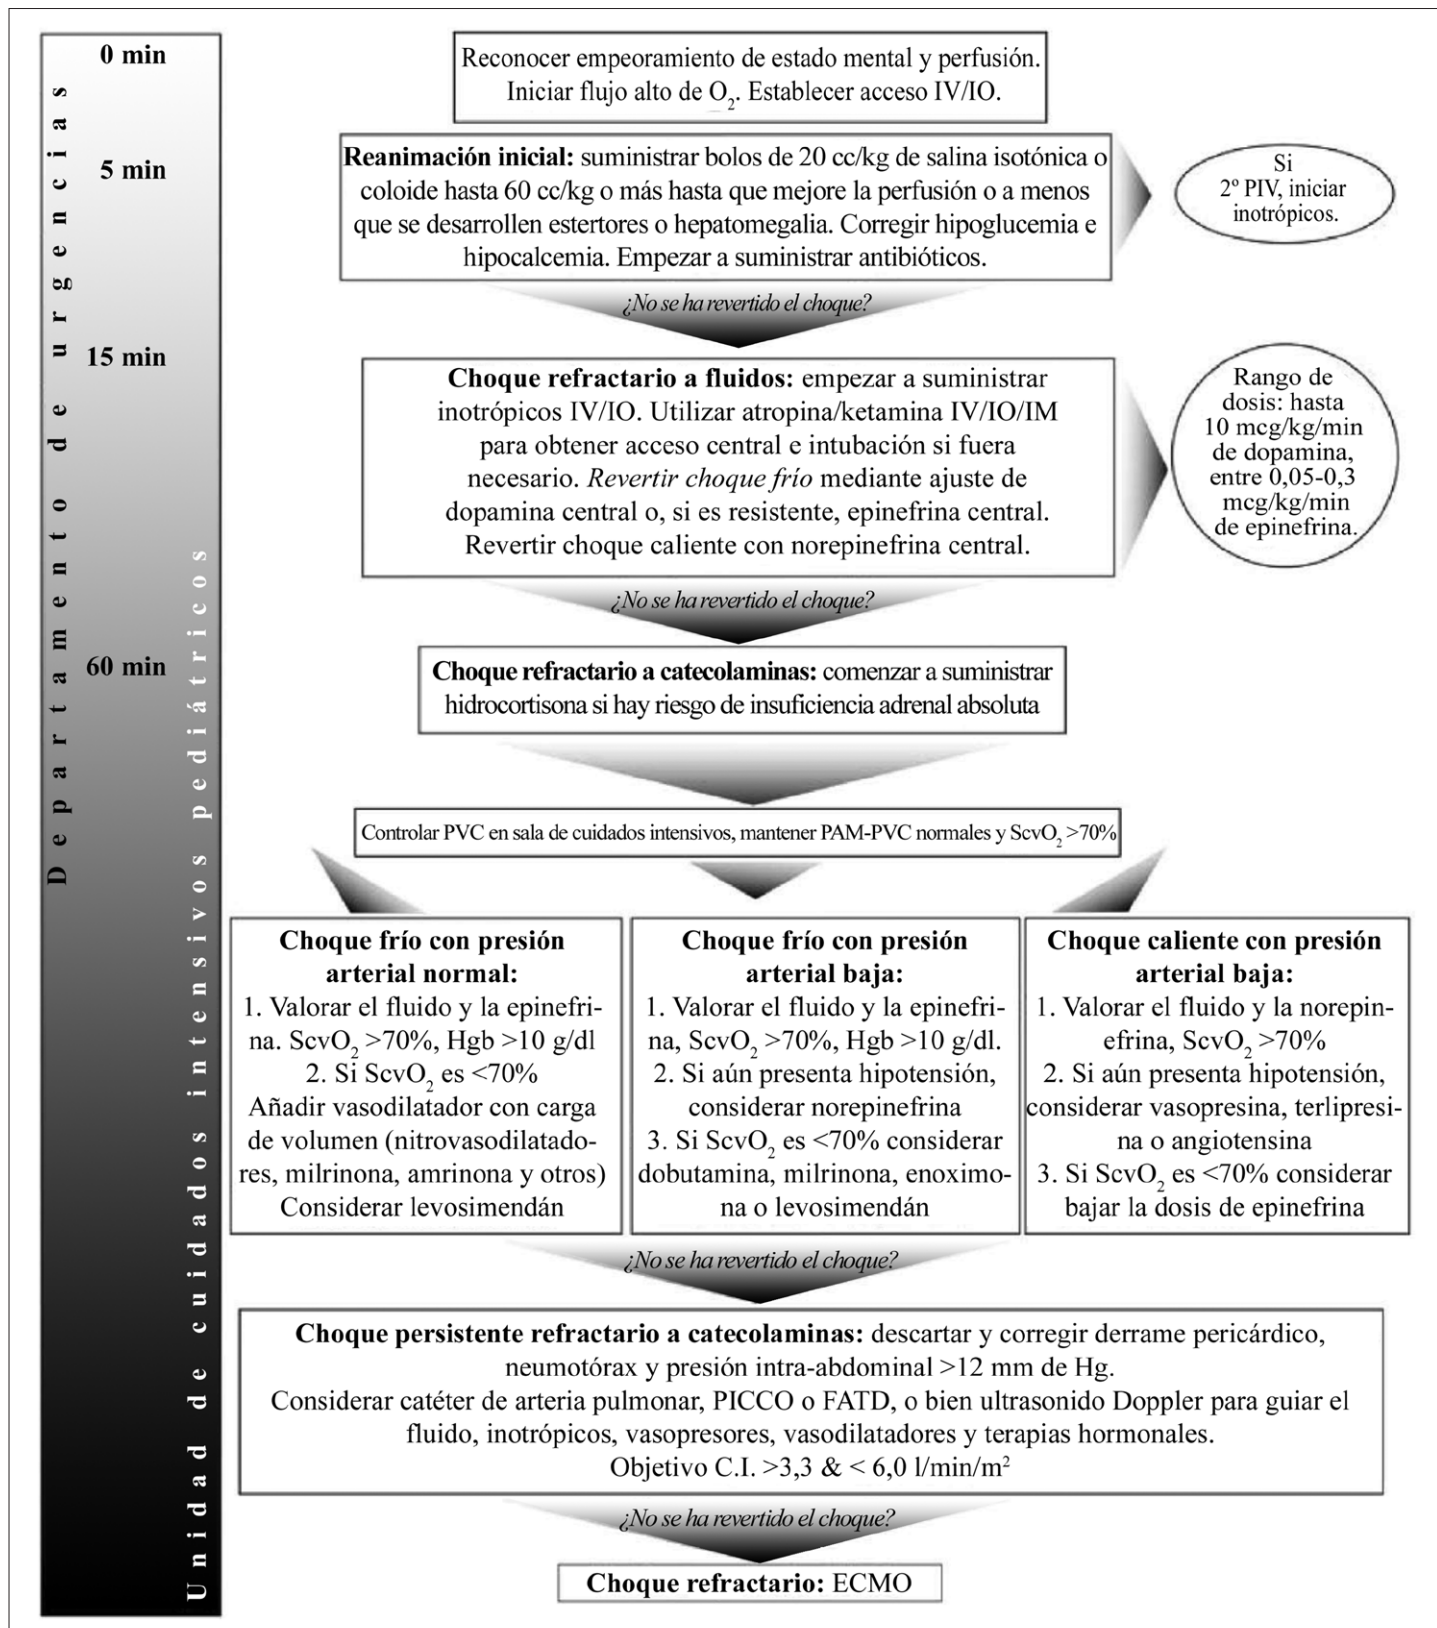 0 min
Reconocer empeoramiento de estado mental y perfusión.
Iniciar flujo alto de O2. Establecer acceso IV/IO.
5 min
Reanimación inicial: suministrar bolos de 20 cc/kg de salina isotónica o
coloide hasta 60 cc/kg o más hasta que mejore la perfusión o a menos
que se desarrollen estertores o hepatomegalia. Corregir hipoglucemia e
hipocalcemia. Empezar a suministrar antibióticos.
Si
2º PIV, iniciar
inotrópicos.
¿No se ha revertido el choque?
15 min
Choque refractario a fluidos: empezar a suministrar
inotrópicos IV/IO. Utilizar atropina/ketamina IV/IO/IM
para obtener acceso central e intubación si fuera
necesario. Revertir choque frío mediante ajuste de
dopamina central o, si es resistente, epinefrina central.
Revertir choque caliente con norepinefrina central.
Rango de
dosis: hasta
10 mcg/kg/min
de dopamina,
entre 0,05-0,3
mcg/kg/min
de epinefrina.
¿No se ha revertido el choque?
60 min
Choque refractario a catecolaminas: comenzar a suministrar
hidrocortisona si hay riesgo de insuficiencia adrenal absoluta
Controlar PVC en sala de cuidados intensivos, mantener PAM-PVC normales y ScvO2 >70%
Choque frío con presión
arterial normal:
1. Valorar el fluido y la epinefri-
na. ScvO2 >70%, Hgb >10 g/dl
2. Si ScvO2 es <70%
Añadir vasodilatador con carga
de volumen (nitrovasodilatado-
res, milrinona, amrinona y otros)
Considerar levosimendán
Choque frío con presión
arterial baja:
1. Valorar el fluido y la epinefri-
na, ScvO2 >70%, Hgb >10 g/dl.
2. Si aún presenta hipotensión,
considerar norepinefrina
3. Si ScvO2 es <70% considerar
dobutamina, milrinona, enoximo-
na o levosimendán
Choque caliente con presión
arterial baja:
1. Valorar el fluido y la norepin-
efrina, ScvO2 >70%
2. Si aún presenta hipotensión,
considerar vasopresina, terlipresi-
na o angiotensina
3. Si ScvO2 es <70% considerar
bajar la dosis de epinefrina
¿No se ha revertido el choque?
Choque persistente refractario a catecolaminas: descartar y corregir derrame pericárdico,
neumotórax y presión intra-abdominal >12 mm de Hg.
Considerar catéter de arteria pulmonar, PICCO o FATD, o bien ultrasonido Doppler para guiar el
fluido, inotrópicos, vasopresores, vasodilatadores y terapias hormonales.
Objetivo C.I. >3,3 & < 6,0 l/min/m²
¿No se ha revertido el choque?
Choque refractario: ECMO
Departamento de urgencias
Unidad de cuidados intensivos pediátricos